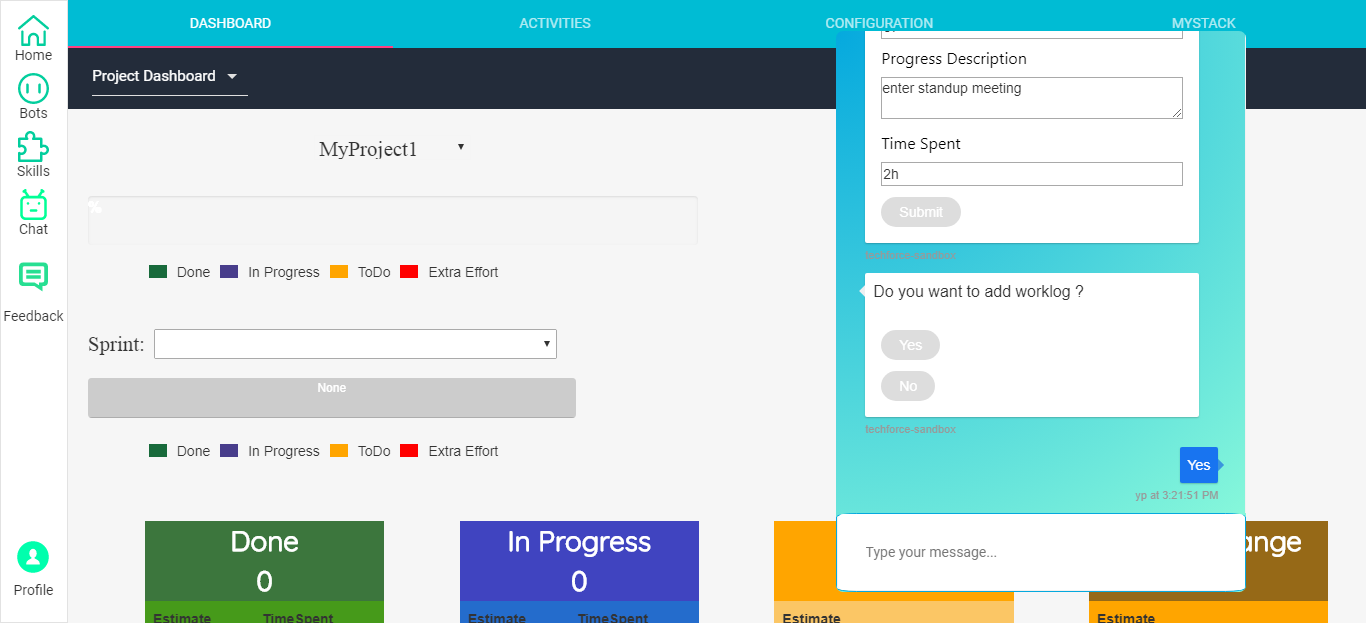 DASHBOARD
ACTIVITIES
CONFIGURATION
MYSTACK
Home
Bots
Skills
Chat
Feedback
Profile
Project Dashboard
MyProject1
%
Done
In Progress
ToDo
Extra Effort
Sprint:
None
Done
In Progress
ToDo
Extra Effort
Done
0
Estimate
TimeSpent
In Progress
0
Estimate
TimeSpent
Estimate
Estimate
Progress Description
enter standup meeting
Time Spent
2h
Submit
techforce-sandbox
Do you want to add worklog ?
Yes
No
techforce-sandbox
Yes
yp at 3:21:51 PM
Type your message...